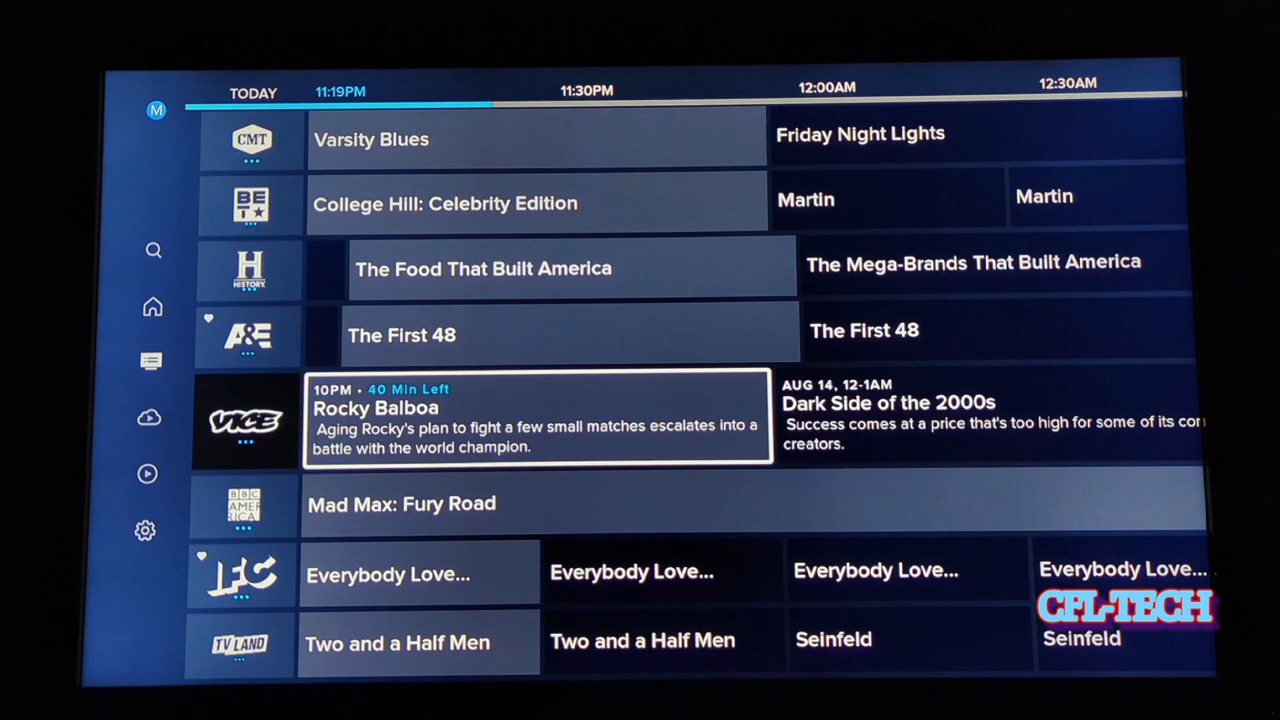 TODAY 11:19PM 11:30PM 12:00AM 12:30AM
M
CMT Varsity Blues Friday Night Lights
BET College Hill: Celebrity Edition Martin Martin
H HISTORY. The Food That Built America The Mega-Brands That Built America
A&E The First 48 The First 48
VICE
10PM • 40 Min Left
Rocky Balboa
Aging Rocky's plan to fight a few small matches escalates into a
battle with the world champion.
AUG 14, 12-1AM
Dark Side of the 2000s
Success comes at a price that's too high for some of its
creators.
BBC AMERICA Mad Max: Fury Road
IFC Everybody Love... Everybody Love... Everybody Love... Everybody Love...
CFL-TECH
TV LAND Two and a Half Men Two and a Half Men Seinfeld Seinfeld